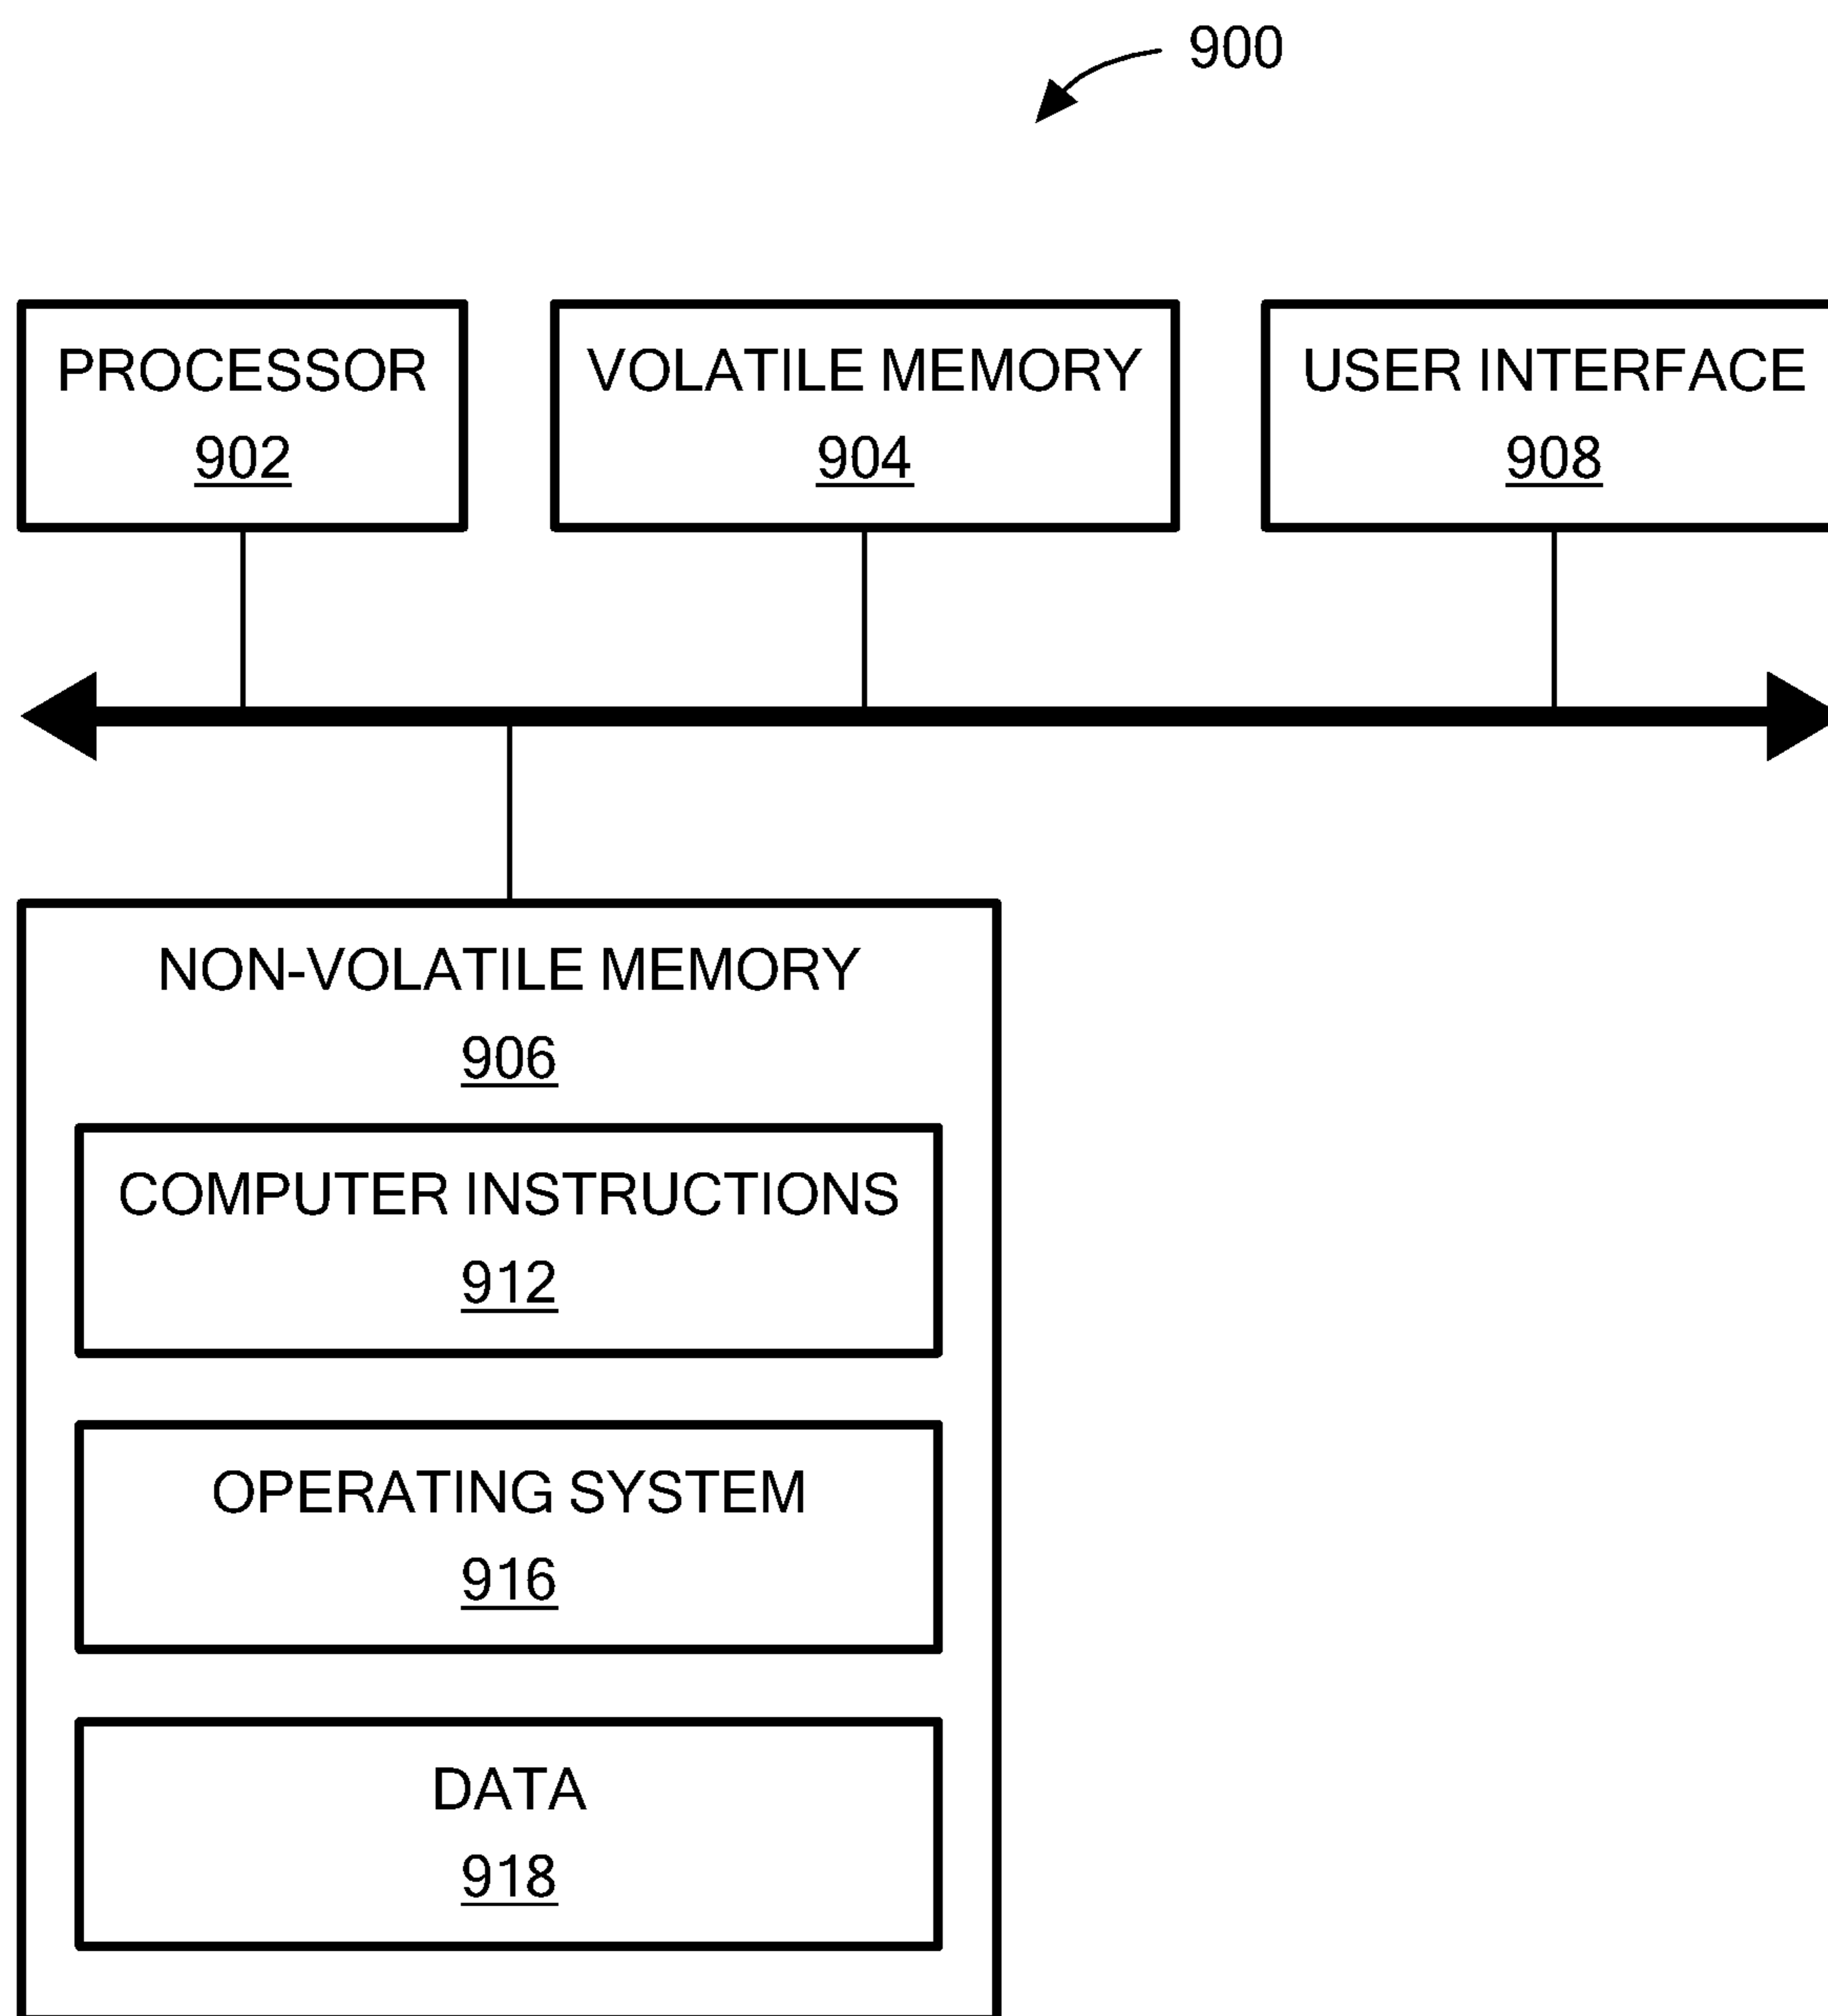 900
PROCESSOR
902
VOLATILE MEMORY
904
USER INTERFACE
908
NON-VOLATILE MEMORY
906
COMPUTER INSTRUCTIONS
912
OPERATING SYSTEM
916
DATA
918